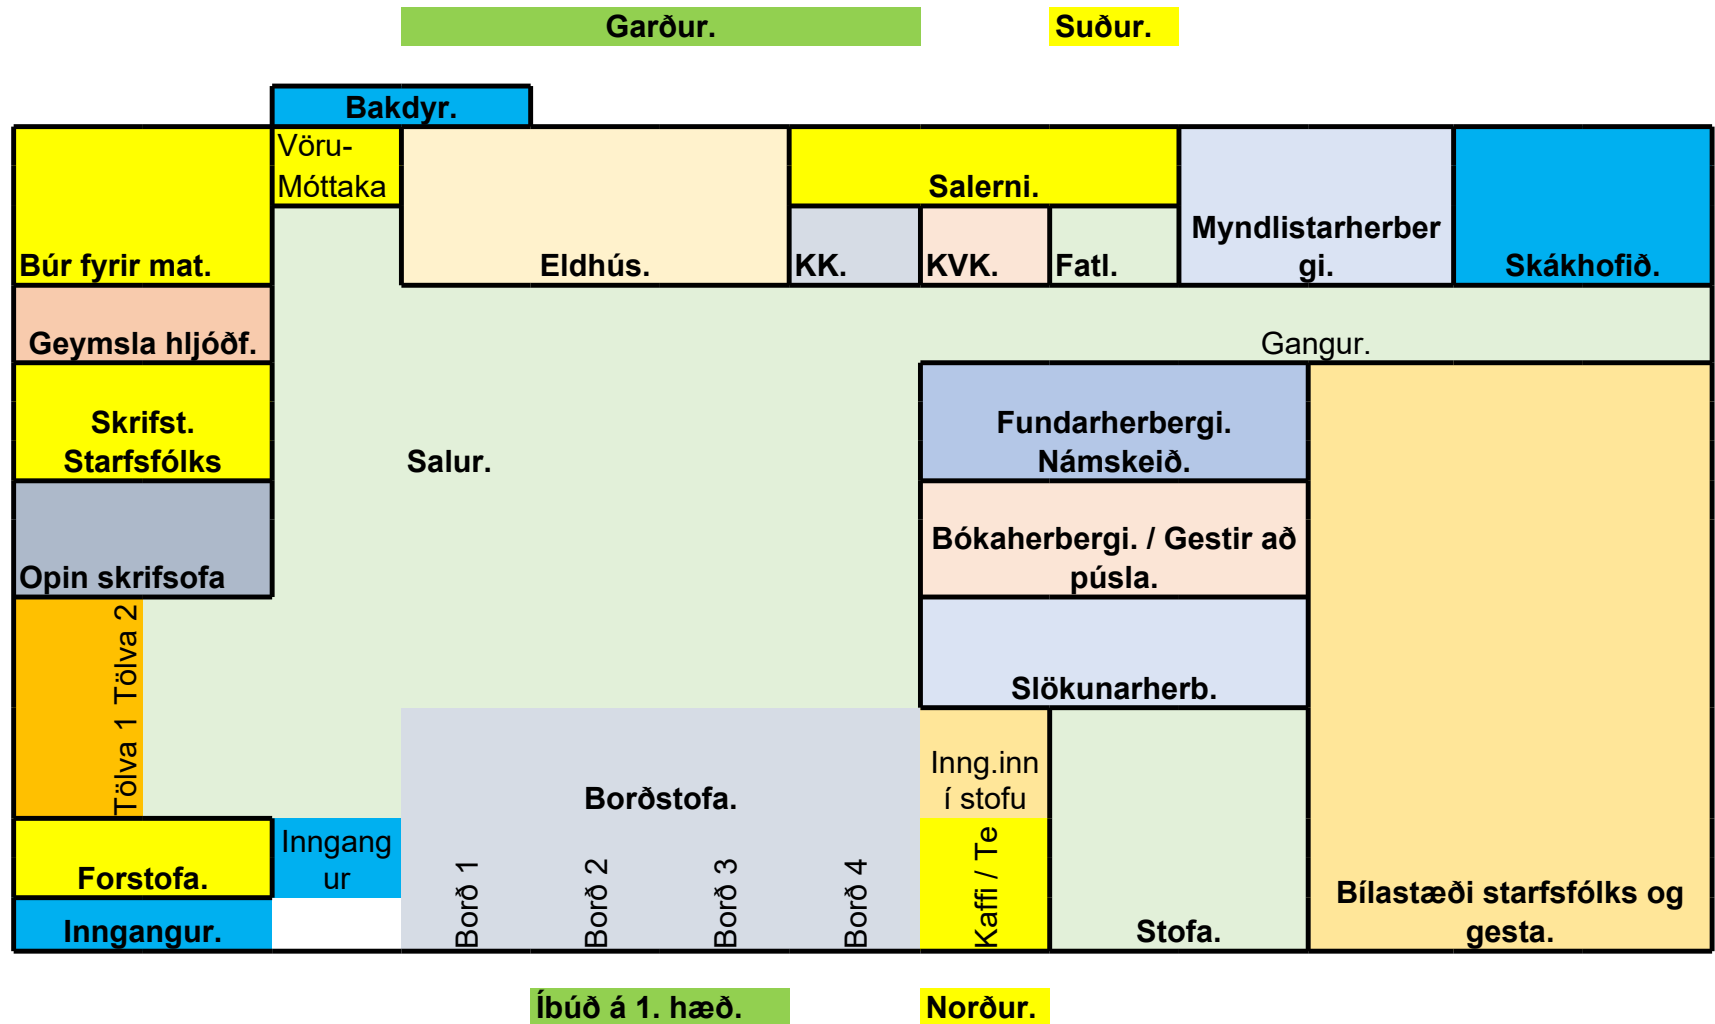 Garður.
Suður.
Bakdyr.
Vöru-
Móttaka
Salerni.
Búr fyrir mat.
Eldhús.
KK.
KVK.
Fatl.
Myndlistarher­ber
gi.
Skákhofið.
Geymsla hljóðf.
Gangur.
Skrifst.
Starfsfólks
Salur.
Fundarherbergi.
Námskeið.
Opin skrifsofa
Bókaherbergi. / Gestir að
púsla.
Tölva 1 Tölva 2
Slökunarherb.
Borðstofa.
Inng.inn
í stofu
Forstofa.
Inngang
ur
Borð 1
Borð 2
Borð 3
Borð 4
Kaffi / Te
Inngangur.
Stofa.
Bílastæði starfsfólks og
gesta.
Íbúð á 1. hæð.
Norður.